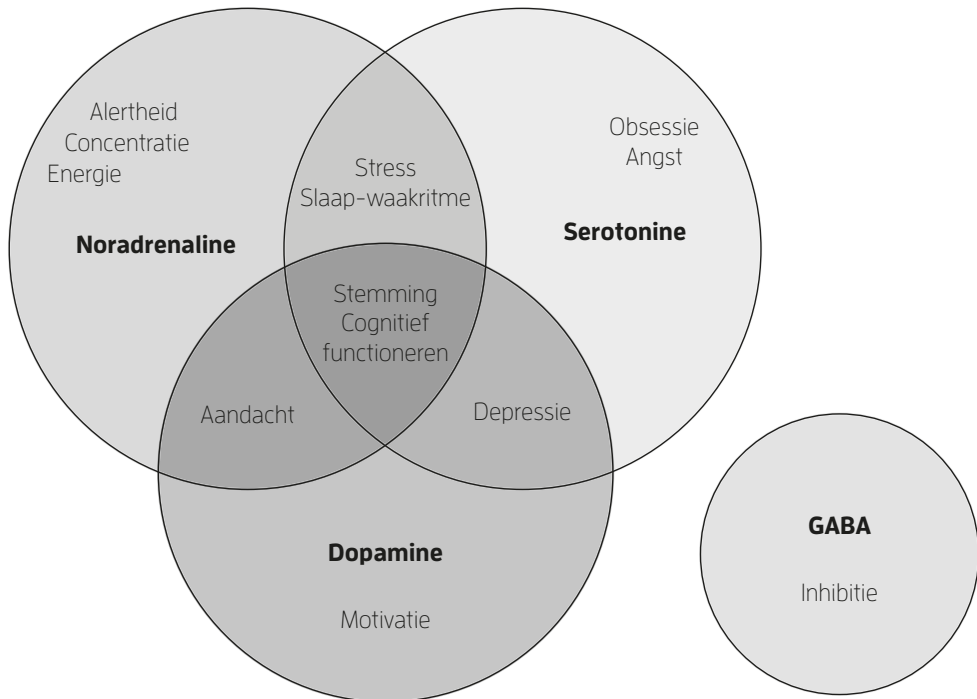 Alertheid
Concentratie
Energie
Noradrenaline
Stress
Slaap-waakritme
Obsessie
Angst
Serotonine
Stemming
Cognitief
functioneren
Aandacht
Depressie
Dopamine
Motivatie
GABA
Inhibitie